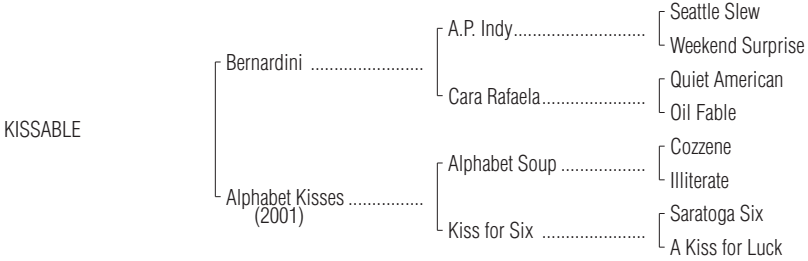 Seattle Slew
A.P. Indy..............................
Weekend Surprise
Bernardini .........................
Quiet American
Cara Rafaela........................
Oil Fable
KISSABLE
Cozzene
Alphabet Soup ...................
Illiterate
Alphabet Kisses ................
(2001)
Saratoga Six
Kiss for Six .......................
A Kiss for Luck